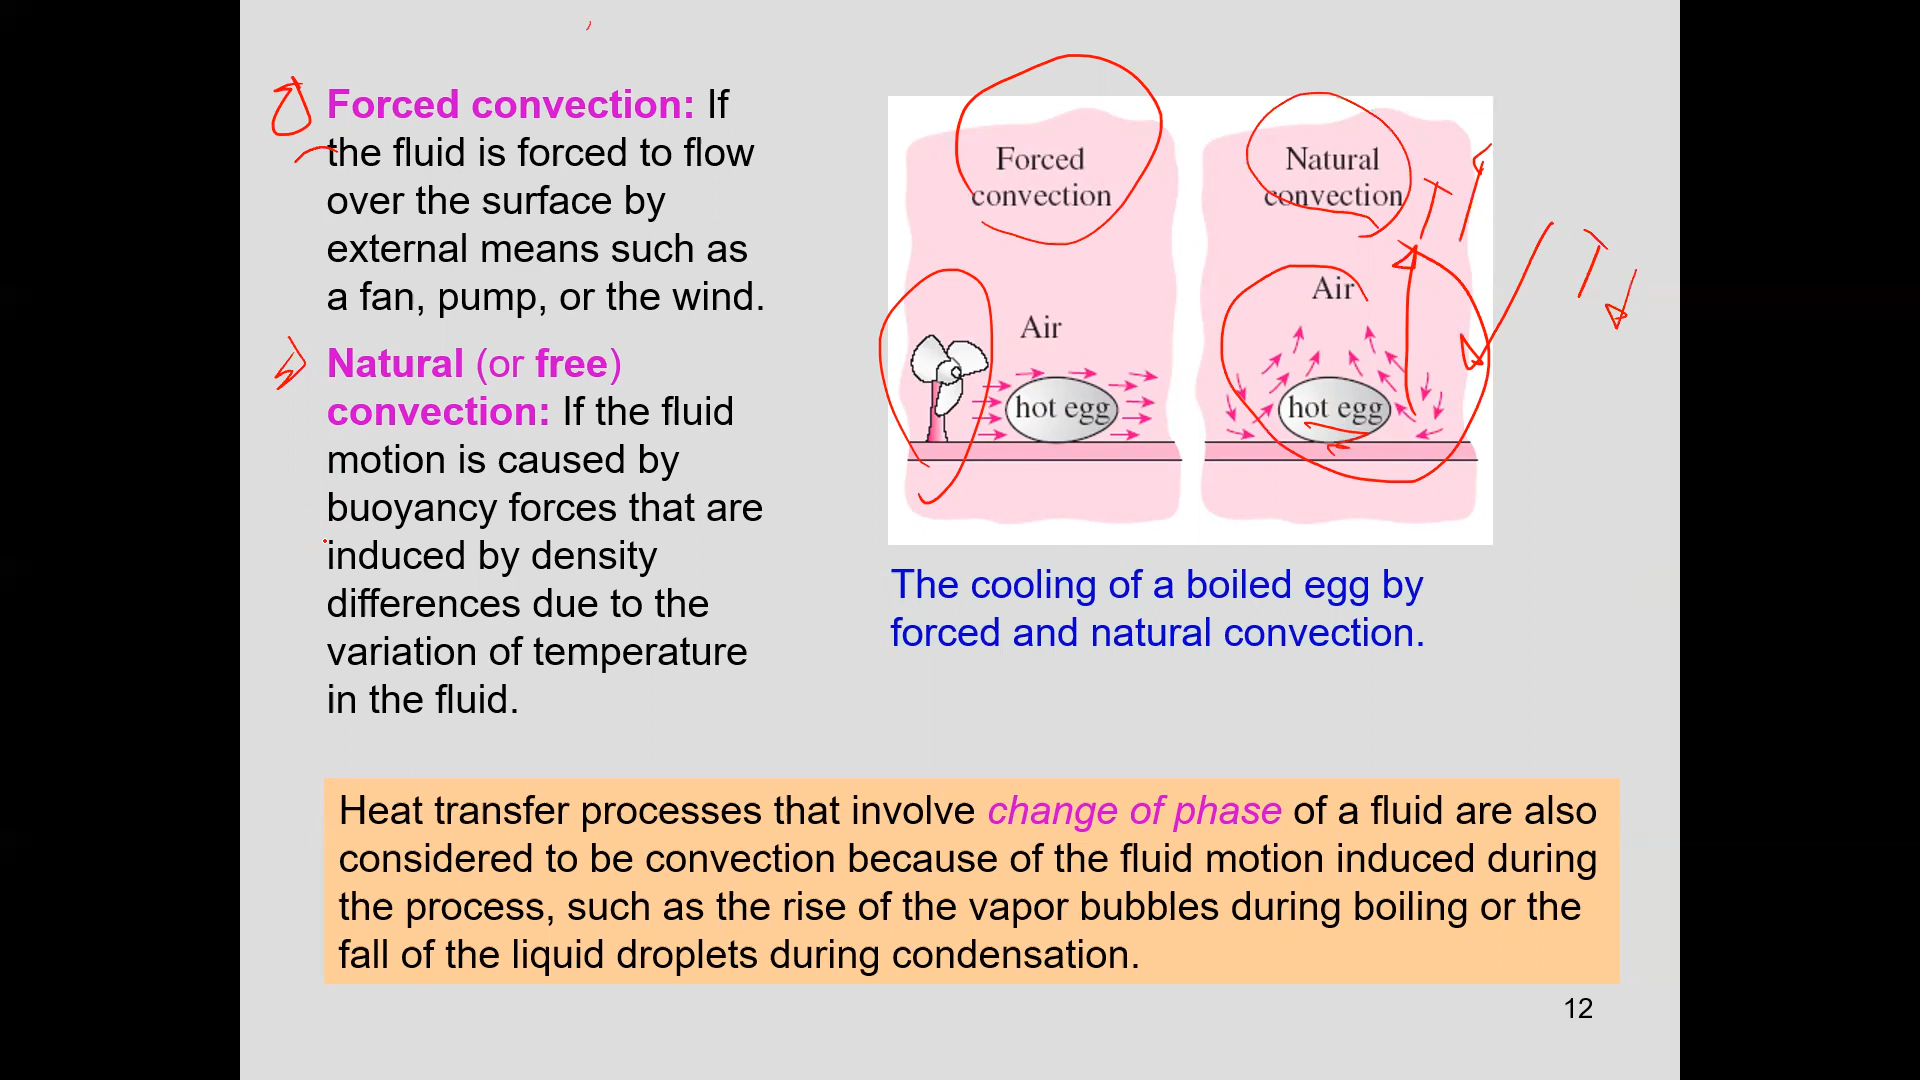 Forced convection: If
the fluid is forced to flow
over the surface by
external means such as
a fan, pump, or the wind.
Natural (or free)
convection: If the fluid
motion is caused by
buoyancy forces that are
induced by density
differences due to the
variation of temperature
in the fluid.
Forced
convection
Air
hot egg
Natural
convection
Air
hot egg
T
T
The cooling of a boiled egg by
forced and natural convection.
Heat transfer processes that involve change of phase of a fluid are also
considered to be convection because of the fluid motion induced during
the process, such as the rise of the vapor bubbles during boiling or the
fall of the liquid droplets during condensation.
12